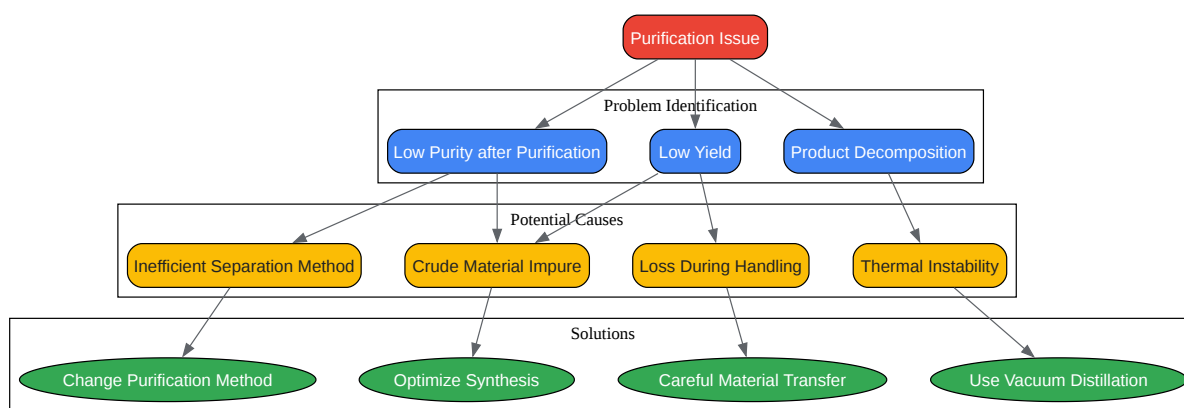 Purification Issue
Problem Identification
Low Purity after Purification
Low Yield
Product Decomposition
Potential Causes
Inefficient Separation Method
Crude Material Impure
Loss During Handling
Thermal Instability
Solutions
Change Purification Method
Optimize Synthesis
Careful Material Transfer
Use Vacuum Distillation